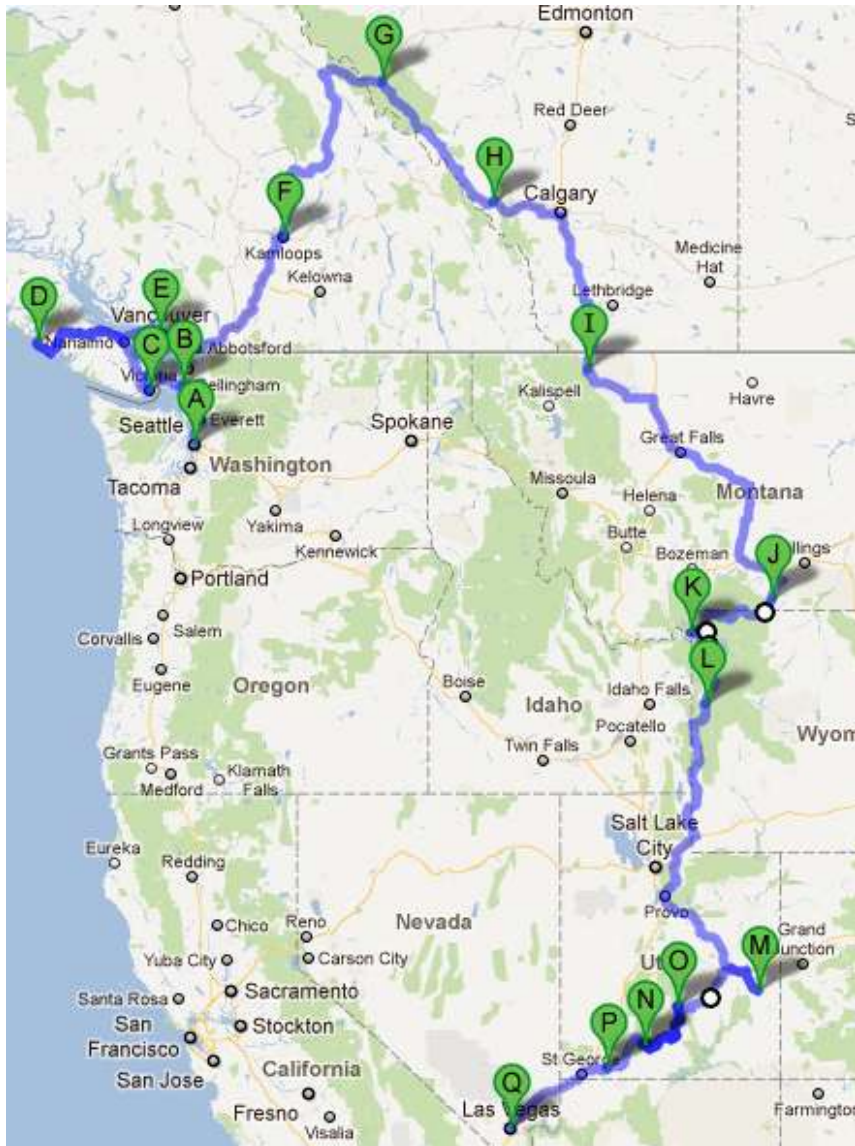 Edmonton
G
Red Deer
H
Calgary
F
Kamloops
Medicine
Hat
Kelowna
Lethbridge
D
E
Vancouver
B
Nanaimo
Abbotsford
C
I
Victoria
Bellingham
Kalispell
Havre
A
Seattle
Everett
Spokane
Great Falls
Washington
Tacoma
Missoula
Montana
Helena
Longview
Yakima
Butte
Kennewick
Bozeman
J
llings
Portland
K
Salem
Corvallis
L
Eugene
Oregon
Boise
Idaho
Idaho Falls
Pocatello
Wyom
Twin Falls
Grants Pass
Medford
Klamath
Falls
Salt Lake
City
Eureka
Redding
Provo
Chico
Reno
Nevada
Grand
Junction
M
Yuba City
Carson City
Ut
O
Santa Rosa
Sacramento
N
San
Francisco
Stockton
P
San Jose
California
St George
Q
Fresno
Las Vegas
Farmington
Visalia